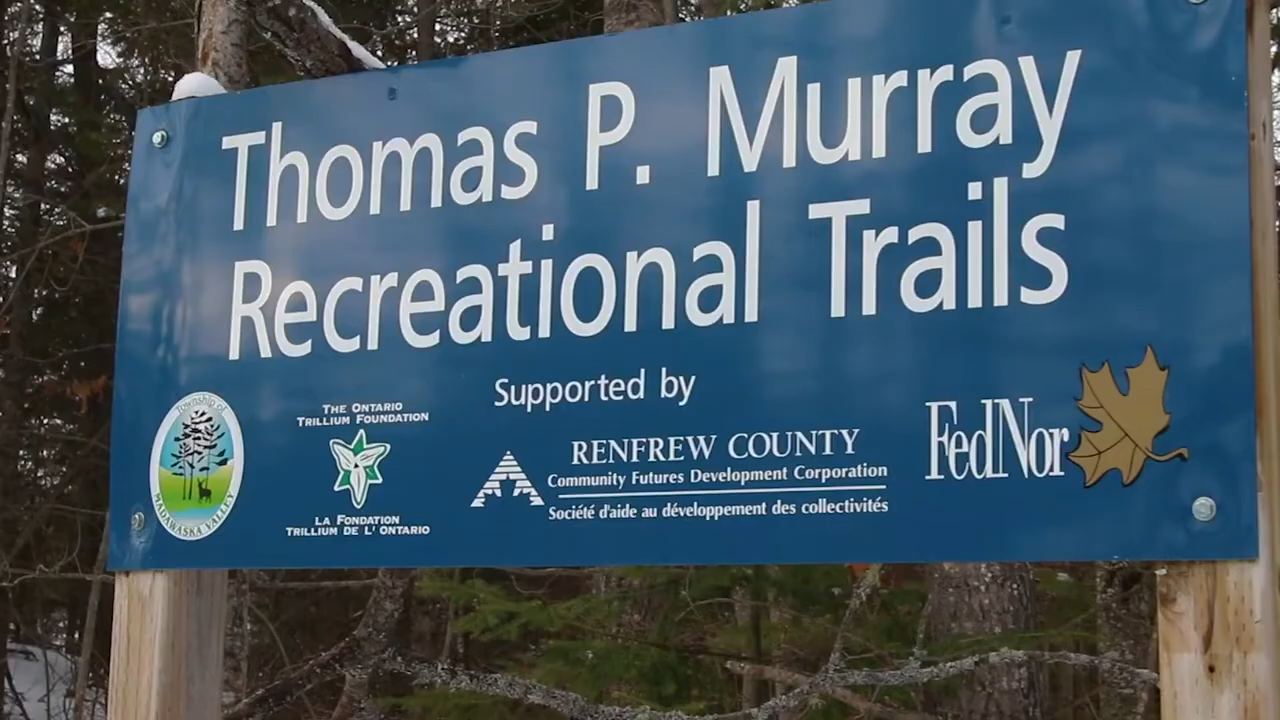 Thomas P. Murray
Recreational Trails
Supported by
Township of
MADAWASKA VALLEY
THE ONTARIO
TRILLIUM FOUNDATION
LA FONDATION
TRILLIUM DE L'ONTARIO
RENFREW COUNTY
Community Futures Development Corporation
Société d'aide au développement des collectivités
FedNor